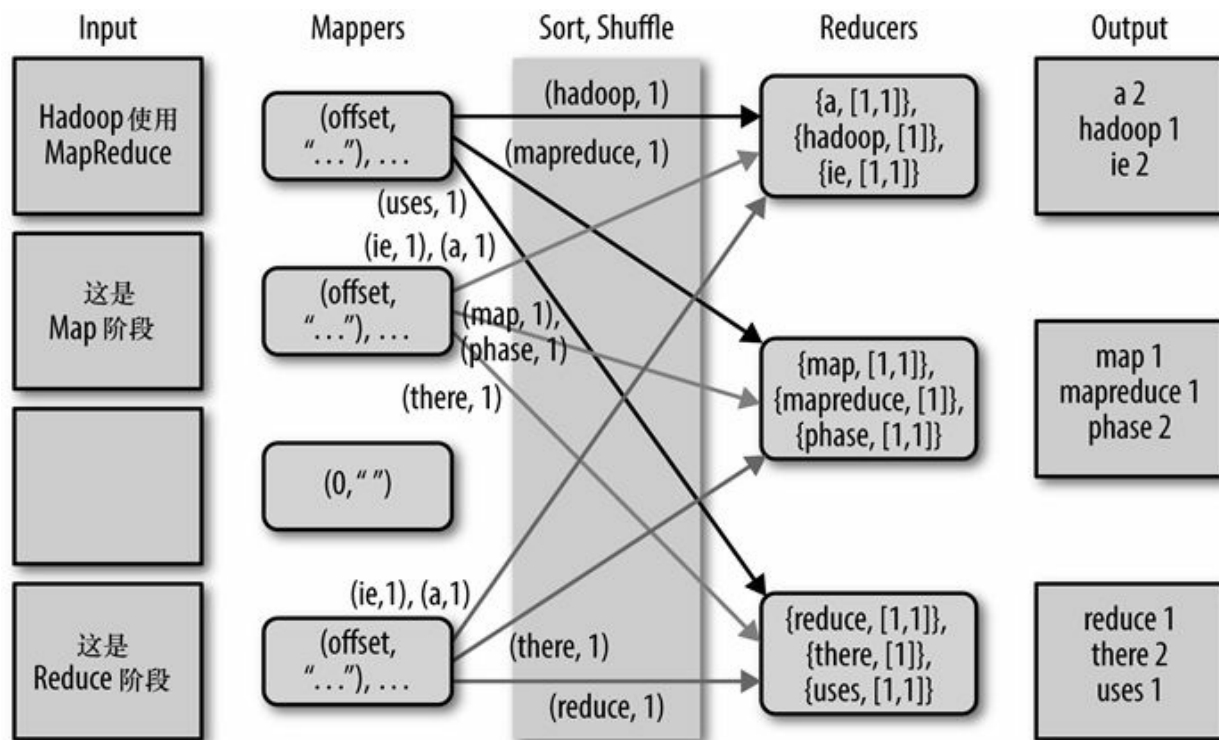 Input
Mappers
Sort, Shuffle
Reducers
Output
Hadoop 使用
MapReduce
(offset,
“. . .”), . . .
(hadoop, 1)
(mapreduce, 1)
(uses, 1)
{a, [1,1]},
{hadoop, [1]},
{ie, [1,1]}
a 2
hadoop 1
ie 2
这是
Map 阶段
(ie, 1), (a, 1)
(offset,
“. . .”), . . .
(map, 1),
(phase, 1)
(there, 1)
{map, [1,1]},
{mapreduce, [1]},
{phase, [1,1]}
map 1
mapreduce 1
phase 2
(0, “ ”)
这是
Reduce 阶段
(ie,1), (a,1)
(offset,
“. . .”), . . .
(there, 1)
(reduce, 1)
{reduce, [1,1]},
{there, [1]},
{uses, [1,1]}
reduce 1
there 2
uses 1